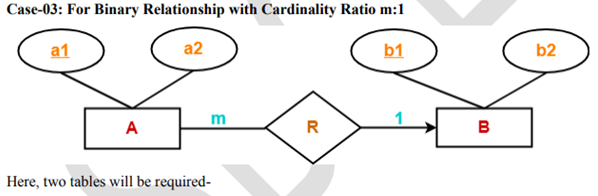 Case-03: For Binary Relationship with Cardinality Ratio m:1
a1 a2 b1 b2
A m R 1 B
Here, two tables will be required-